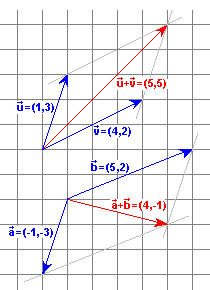 u⃗+v⃗=(5,5)
u⃗=(1,3)
v⃗=(4,2)
b⃗=(5,2)
a⃗+b⃗=(4,-1)
a⃗=(-1,-3)